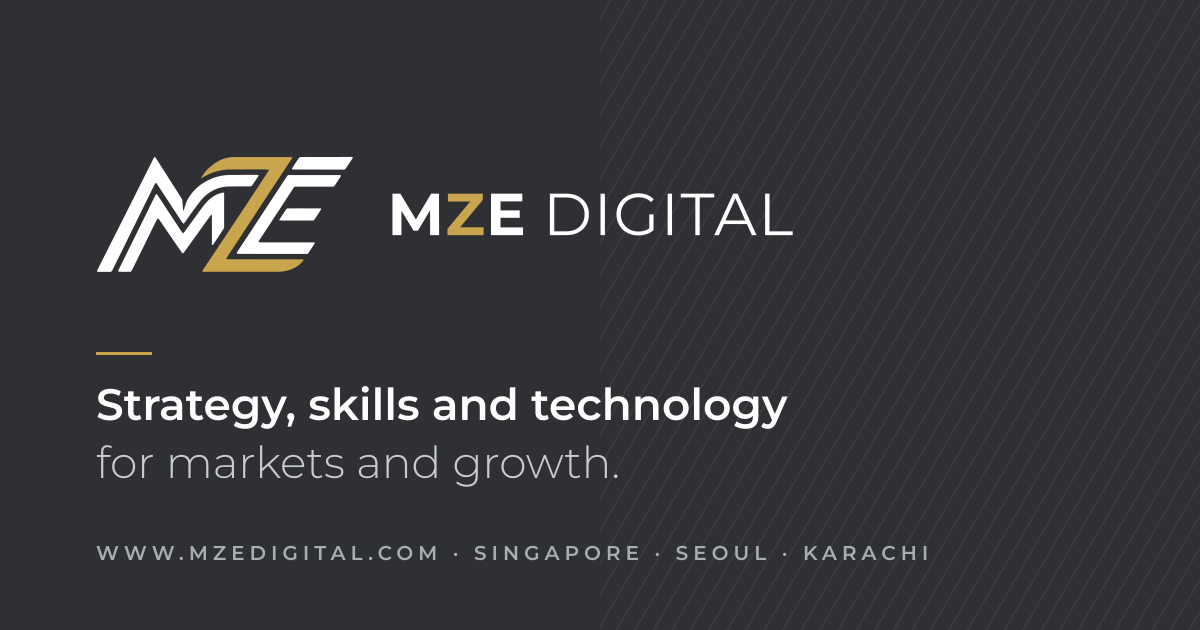 MZE MZE DIGITAL
Strategy, skills and technology
for markets and growth.
WWW.MZEDIGITAL.COM · SINGAPORE · SEOUL · KARACHI